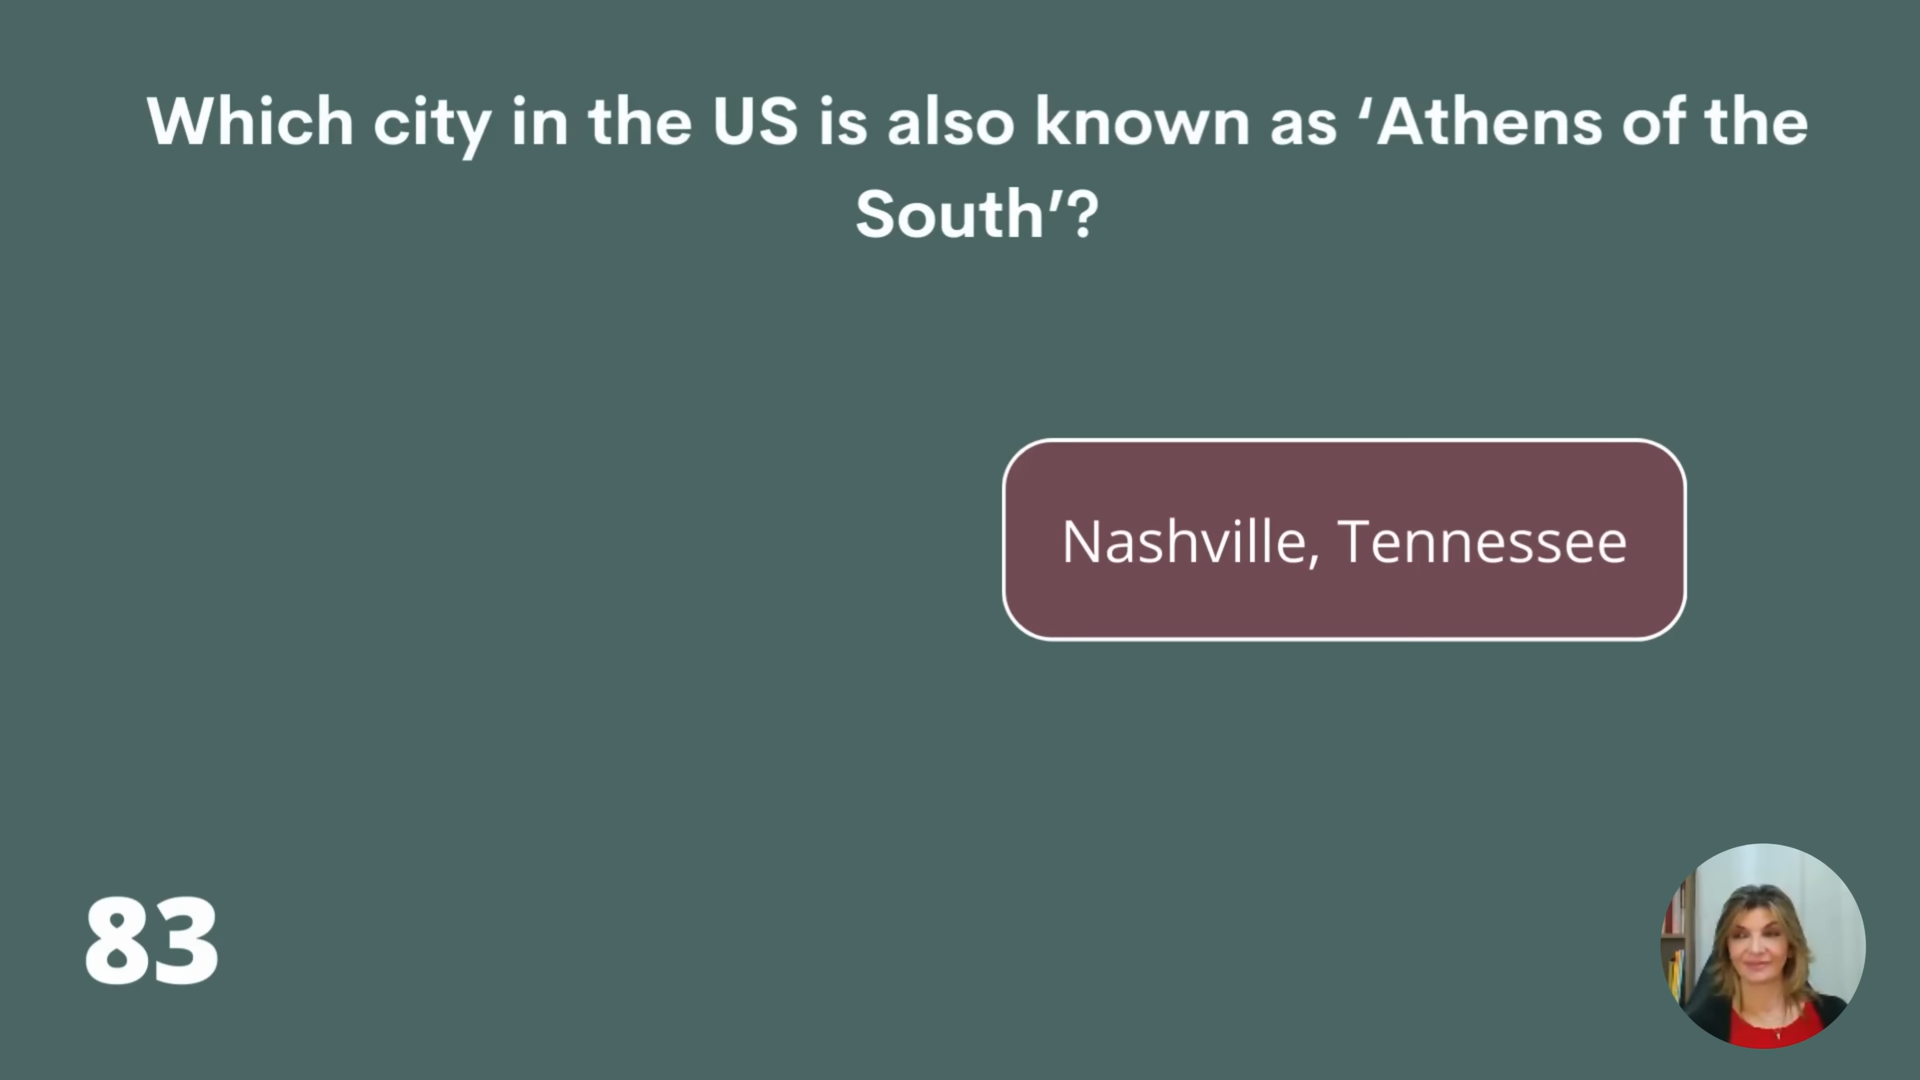 Which city in the US is also known as ‘Athens of the
South’?
Nashville, Tennessee
83